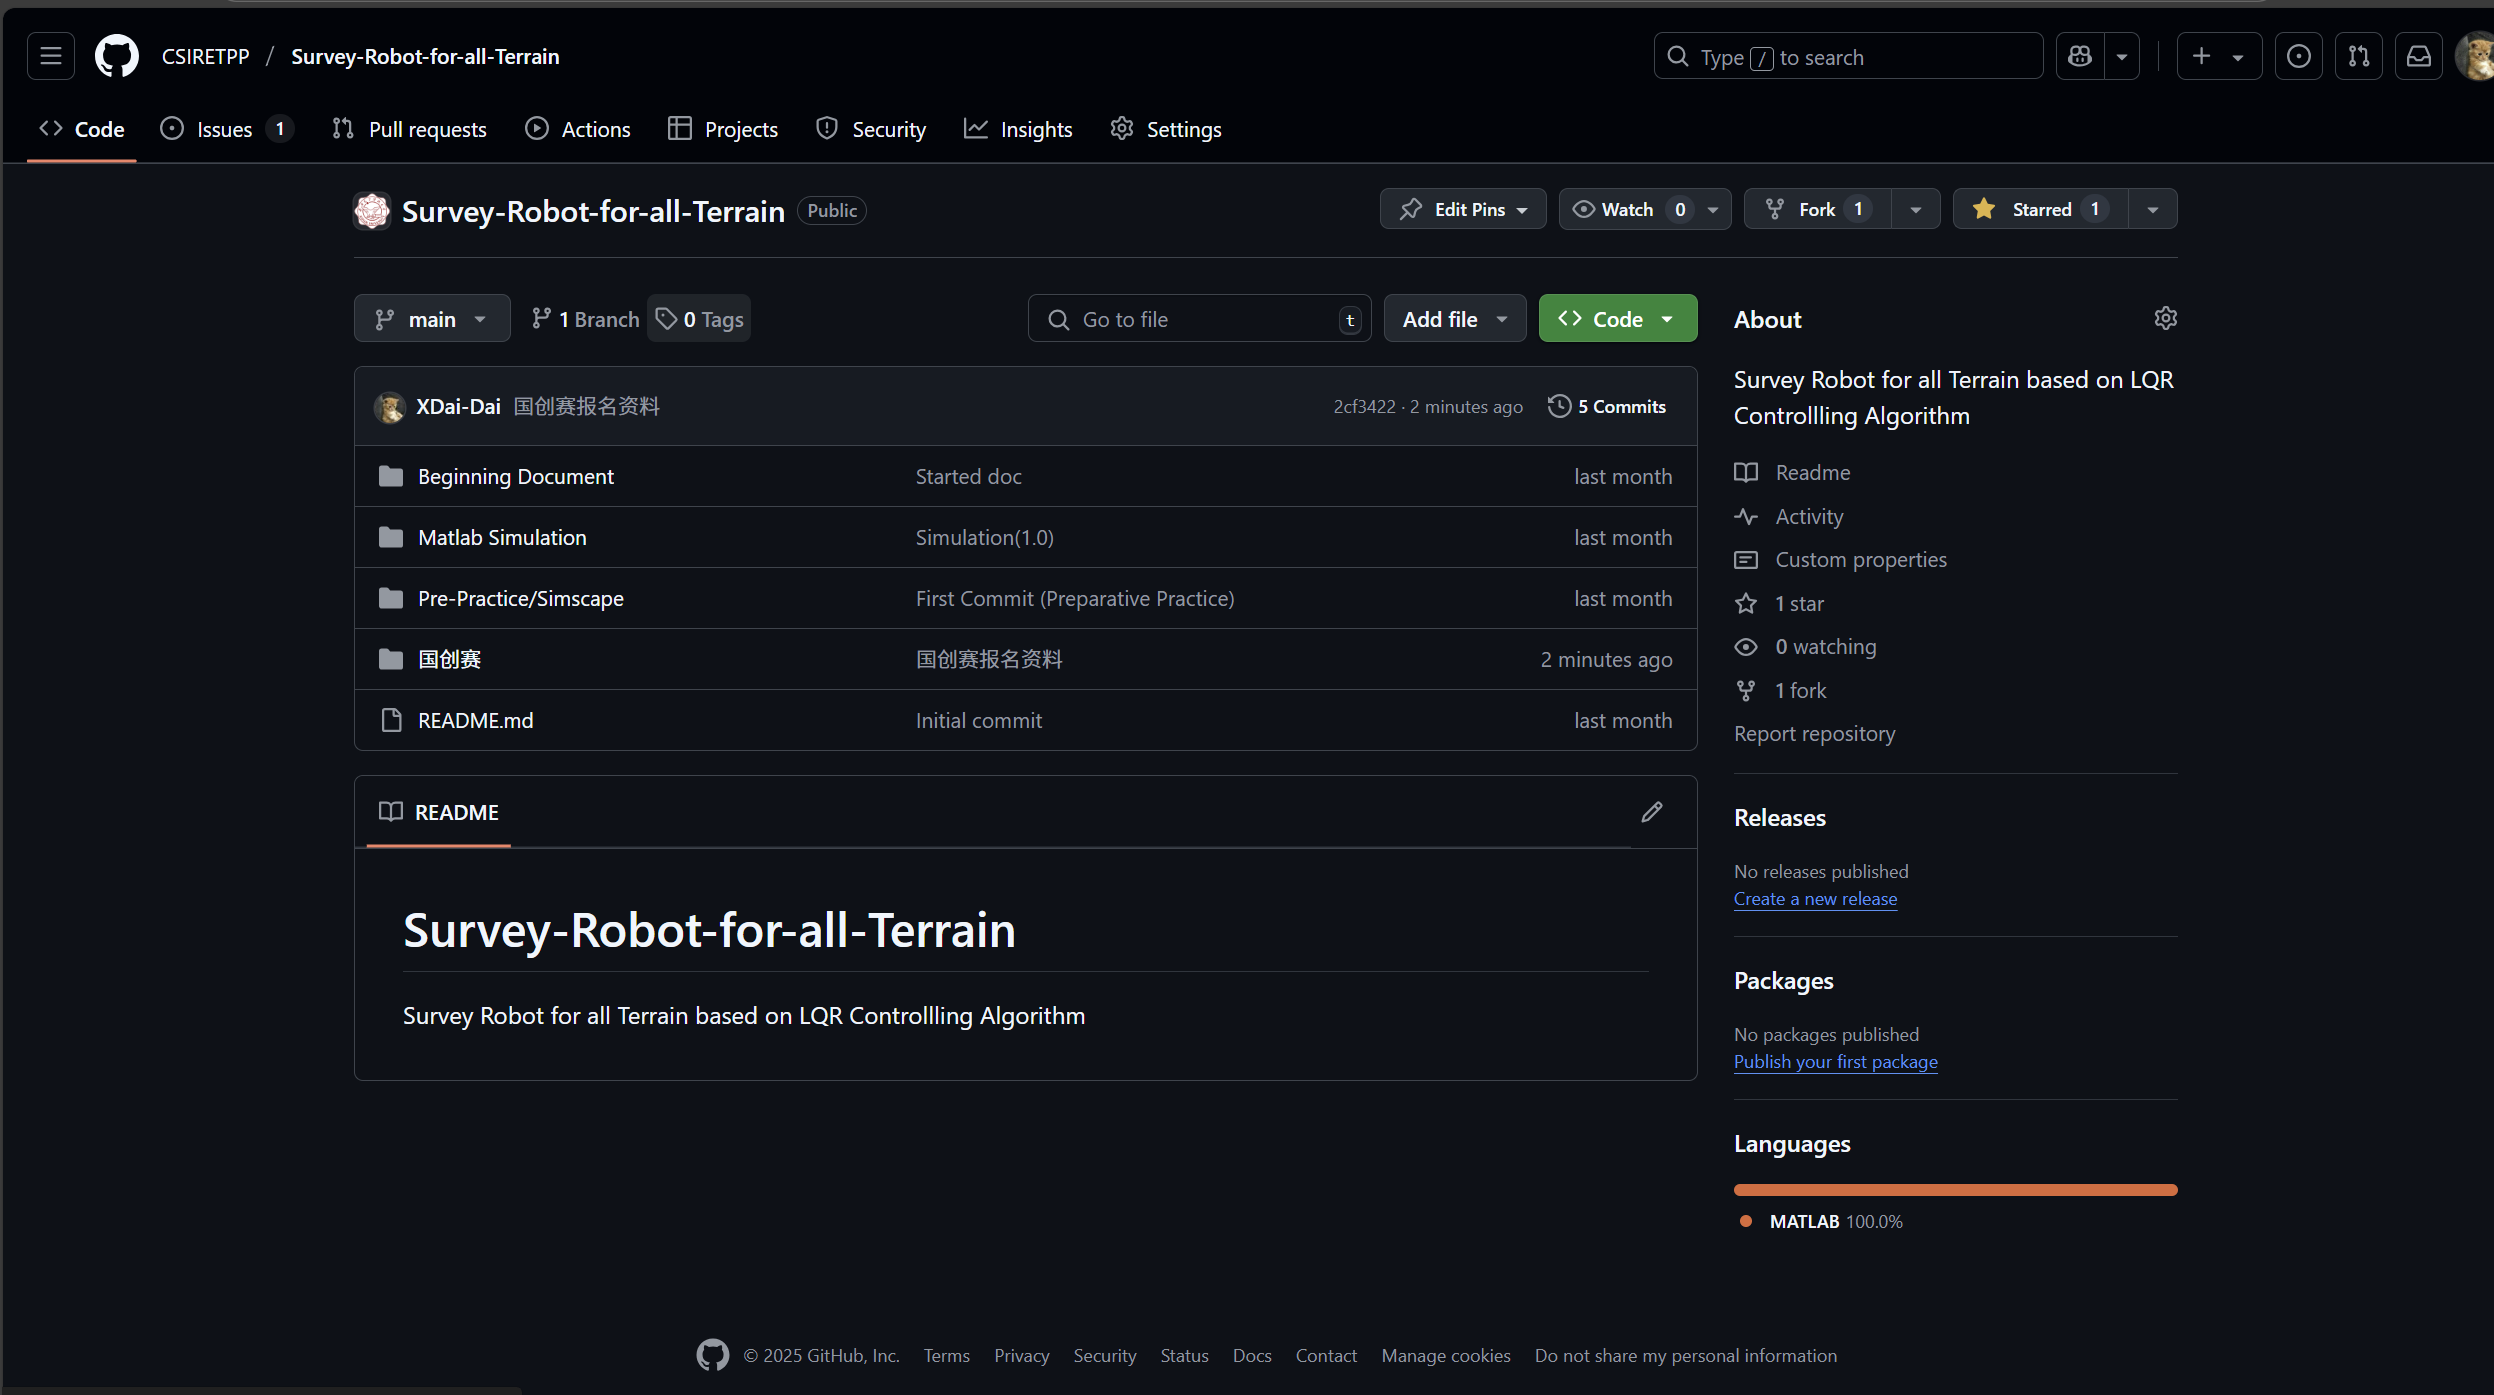 CSIRETPP / Survey-Robot-for-all-Terrain
Type / to search
Code Issues 1 Pull requests Actions Projects Security Insights Settings
Survey-Robot-for-all-Terrain Public
Edit Pins Watch 0 Fork 1 Starred 1
main 1 Branch 0 Tags Go to file t Add file Code
XDai-Dai 国创赛报名资料 2cf3422 · 2 minutes ago 5 Commits
Beginning Document Started doc last month
Matlab Simulation Simulation(1.0) last month
Pre-Practice/Simscape First Commit (Preparative Practice) last month
国创赛 国创赛报名资料 2 minutes ago
README.md Initial commit last month
README
Survey-Robot-for-all-Terrain
Survey Robot for all Terrain based on LQR Controllling Algorithm
About
Survey Robot for all Terrain based on LQR
Controllling Algorithm
Readme
Activity
Custom properties
1 star
0 watching
1 fork
Report repository
Releases
No releases published
Create a new release
Packages
No packages published
Publish your first package
Languages
MATLAB 100.0%
© 2025 GitHub, Inc. Terms Privacy Security Status Docs Contact Manage cookies Do not share my personal information